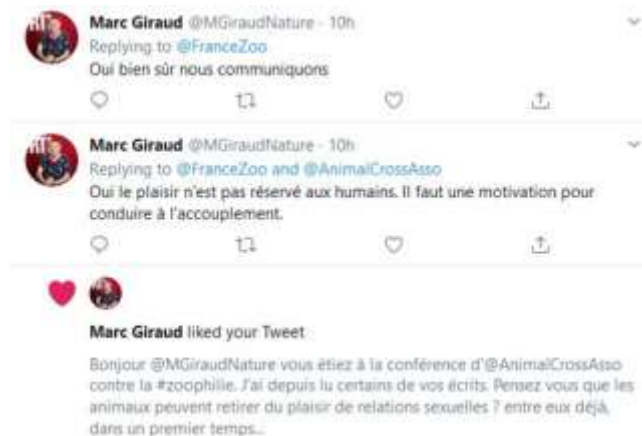 Marc Giraud @MGiraudNature · 10h
Replying to @FranceZoo
Oui bien sûr nous communiquons
Marc Giraud @MGiraudNature · 10h
Replying to @FranceZoo and @AnimalCrossAsso
Oui le plaisir n'est pas réservé aux humains. Il faut une motivation pour
conduire à l'accouplement.
Marc Giraud liked your Tweet
Bonjour @MGiraudNature vous étiez à la conférence d'@AnimalCrossAsso
contre la #zoophilie. J'ai depuis lu certains de vos écrits. Pensez vous que les
animaux peuvent retirer du plaisir de relations sexuelles ? entre eux déjà,
dans un premier temps...